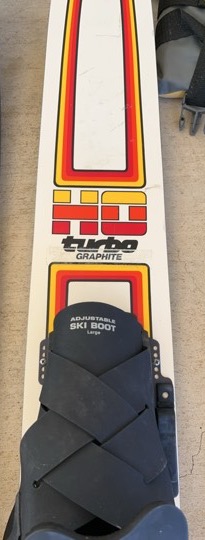 HO
turbo
GRAPHITE
ADJUSTABLE
SKI BOOT
Large